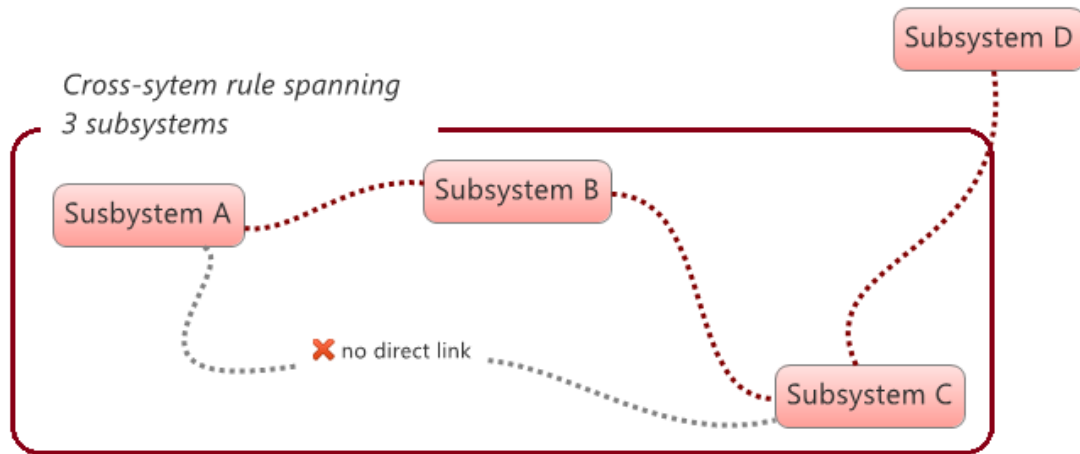 Subsystem D
Cross-sytem rule spanning
3 subsystems
Susbystem A
Subsystem B
no direct link
Subsystem C